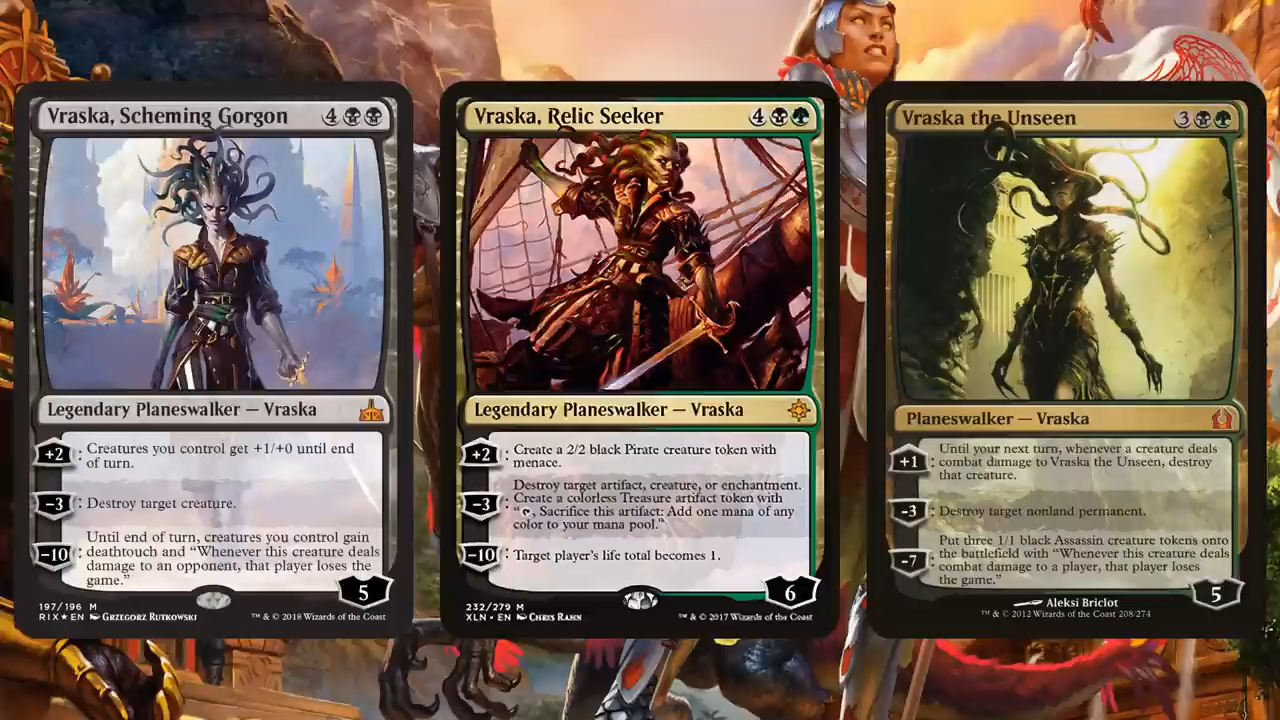 Vraska, Scheming Gorgon 4
Legendary Planeswalker — Vraska
+2 : Creatures you control get +1/+0 until end
of turn.
−3 : Destroy target creature.
Until end of turn, creatures you control gain
−10 : deathtouch and “Whenever this creature deals
damage to an opponent, that player loses the
game.”
5
197/196 M
RIX★EN Grzegorz Rutkowski
™ & © 2018 Wizards of the Coast
Vraska, Relic Seeker 4
Legendary Planeswalker — Vraska
+2 : Create a 2/2 black Pirate creature token with
menace.
Destroy target artifact, creature, or enchantment.
−3 : Create a colorless Treasure artifact token with
“, Sacrifice this artifact: Add one mana of any
color to your mana pool.”
−10 : Target player’s life total becomes 1.
6
232/279 M
XLN • EN Chris Rahn
™ & © 2017 Wizards of the Coast
Vraska the Unseen 3
Planeswalker — Vraska
Until your next turn, whenever a creature deals
+1 : combat damage to Vraska the Unseen, destroy
that creature.
−3 : Destroy target nonland permanent.
Put three 1/1 black Assassin creature tokens onto
the battlefield with “Whenever this creature deals
−7 : combat damage to a player, that player loses
the game.”
5
Aleksi Briclot
™ & © 2012 Wizards of the Coast 208/274